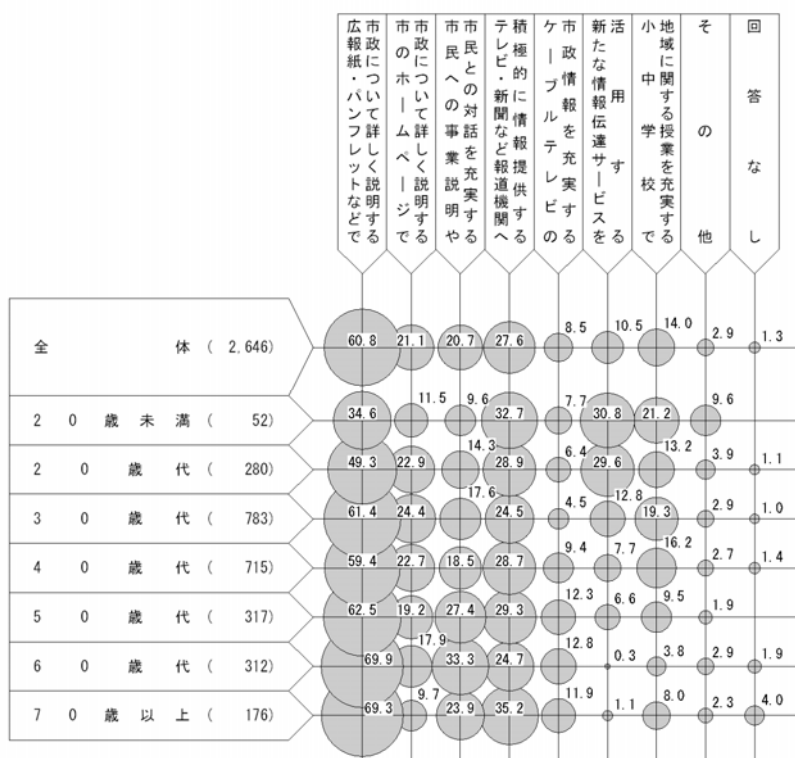 広報紙・パンフレットなどで
市政について詳しく説明する
市のホームページで
市政について詳しく説明する
市民への事業説明や
市民との対話を充実する
テレビ・新聞など報道機関へ
積極的に情報提供する
ケーブルテレビの
市政情報を充実する
新たな情報伝達サービスを
活用する
小中学校で
地域に関する授業を充実する
その他
回答なし
全体 ( 2,646)
60.8 21.1 20.7 27.6 8.5 10.5 14.0 2.9 1.3
20歳未満 ( 52)
34.6 11.5 9.6 32.7 7.7 30.8 21.2 9.6
20歳代 ( 280)
49.3 22.9 14.3 28.9 6.4 29.6 13.2 3.9 1.1
30歳代 ( 783)
61.4 24.4 17.6 24.5 4.5 12.8 19.3 2.9 1.0
40歳代 ( 715)
59.4 22.7 18.5 28.7 9.4 7.7 16.2 2.7 1.4
50歳代 ( 317)
62.5 19.2 27.4 29.3 12.3 6.6 9.5 1.9
60歳代 ( 312)
69.9 17.9 33.3 24.7 12.8 0.3 3.8 2.9 1.9
70歳以上 ( 176)
69.3 9.7 23.9 35.2 11.9 1.1 8.0 2.3 4.0